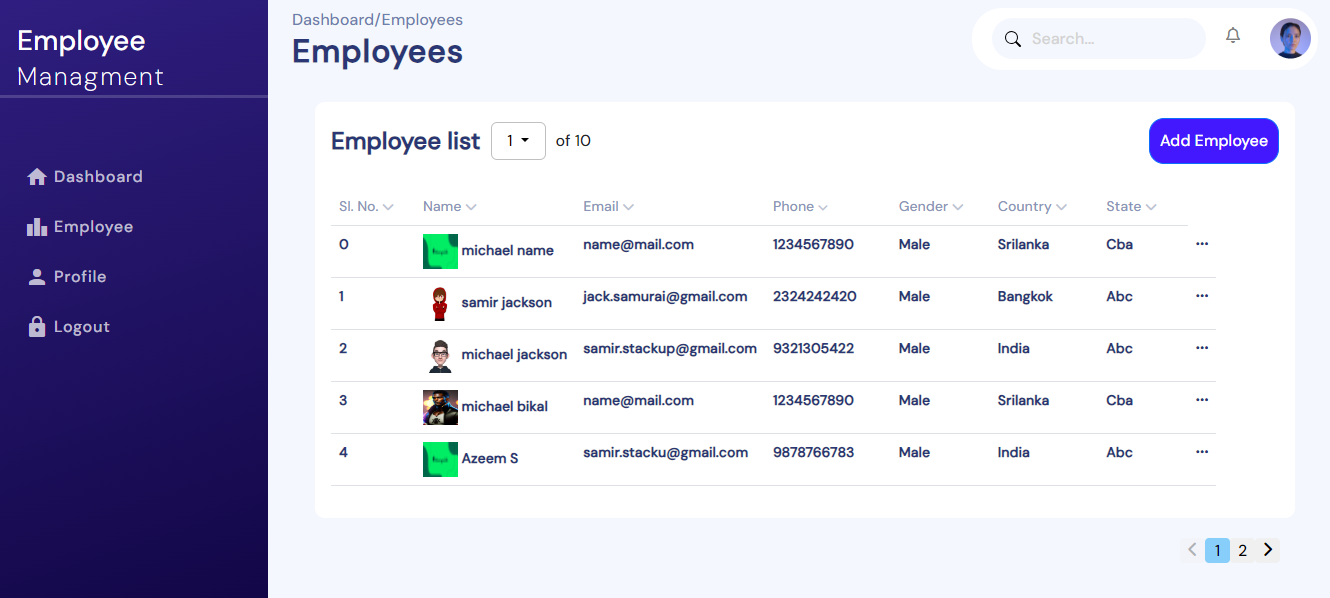 Employee
Managment
Dashboard
Employee
Profile
Logout
Dashboard/Employees
Employees
Search...
Employee list 1 of 10
Add Employee
Sl. No. Name Email Phone Gender Country State
0 michael name name@mail.com 1234567890 Male Srilanka Cba ...
1 samir jackson jack.samurai@gmail.com 2324242420 Male Bangkok Abc ...
2 michael jackson samir.stackup@gmail.com 9321305422 Male India Abc ...
3 michael bikal name@mail.com 1234567890 Male Srilanka Cba ...
4 Azeem S samir.stacku@gmail.com 9878766783 Male India Abc ...
1 2